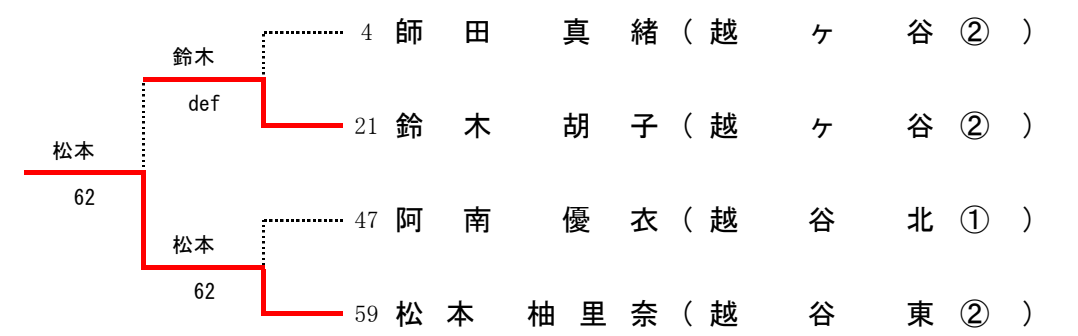 4 師田 真緒(越ヶ谷②)
鈴木
def
21 鈴木 胡子(越ヶ谷②)
松本
62
47 阿南 優衣(越谷北①)
松本
62
59 松本 柚里奈(越谷東②)